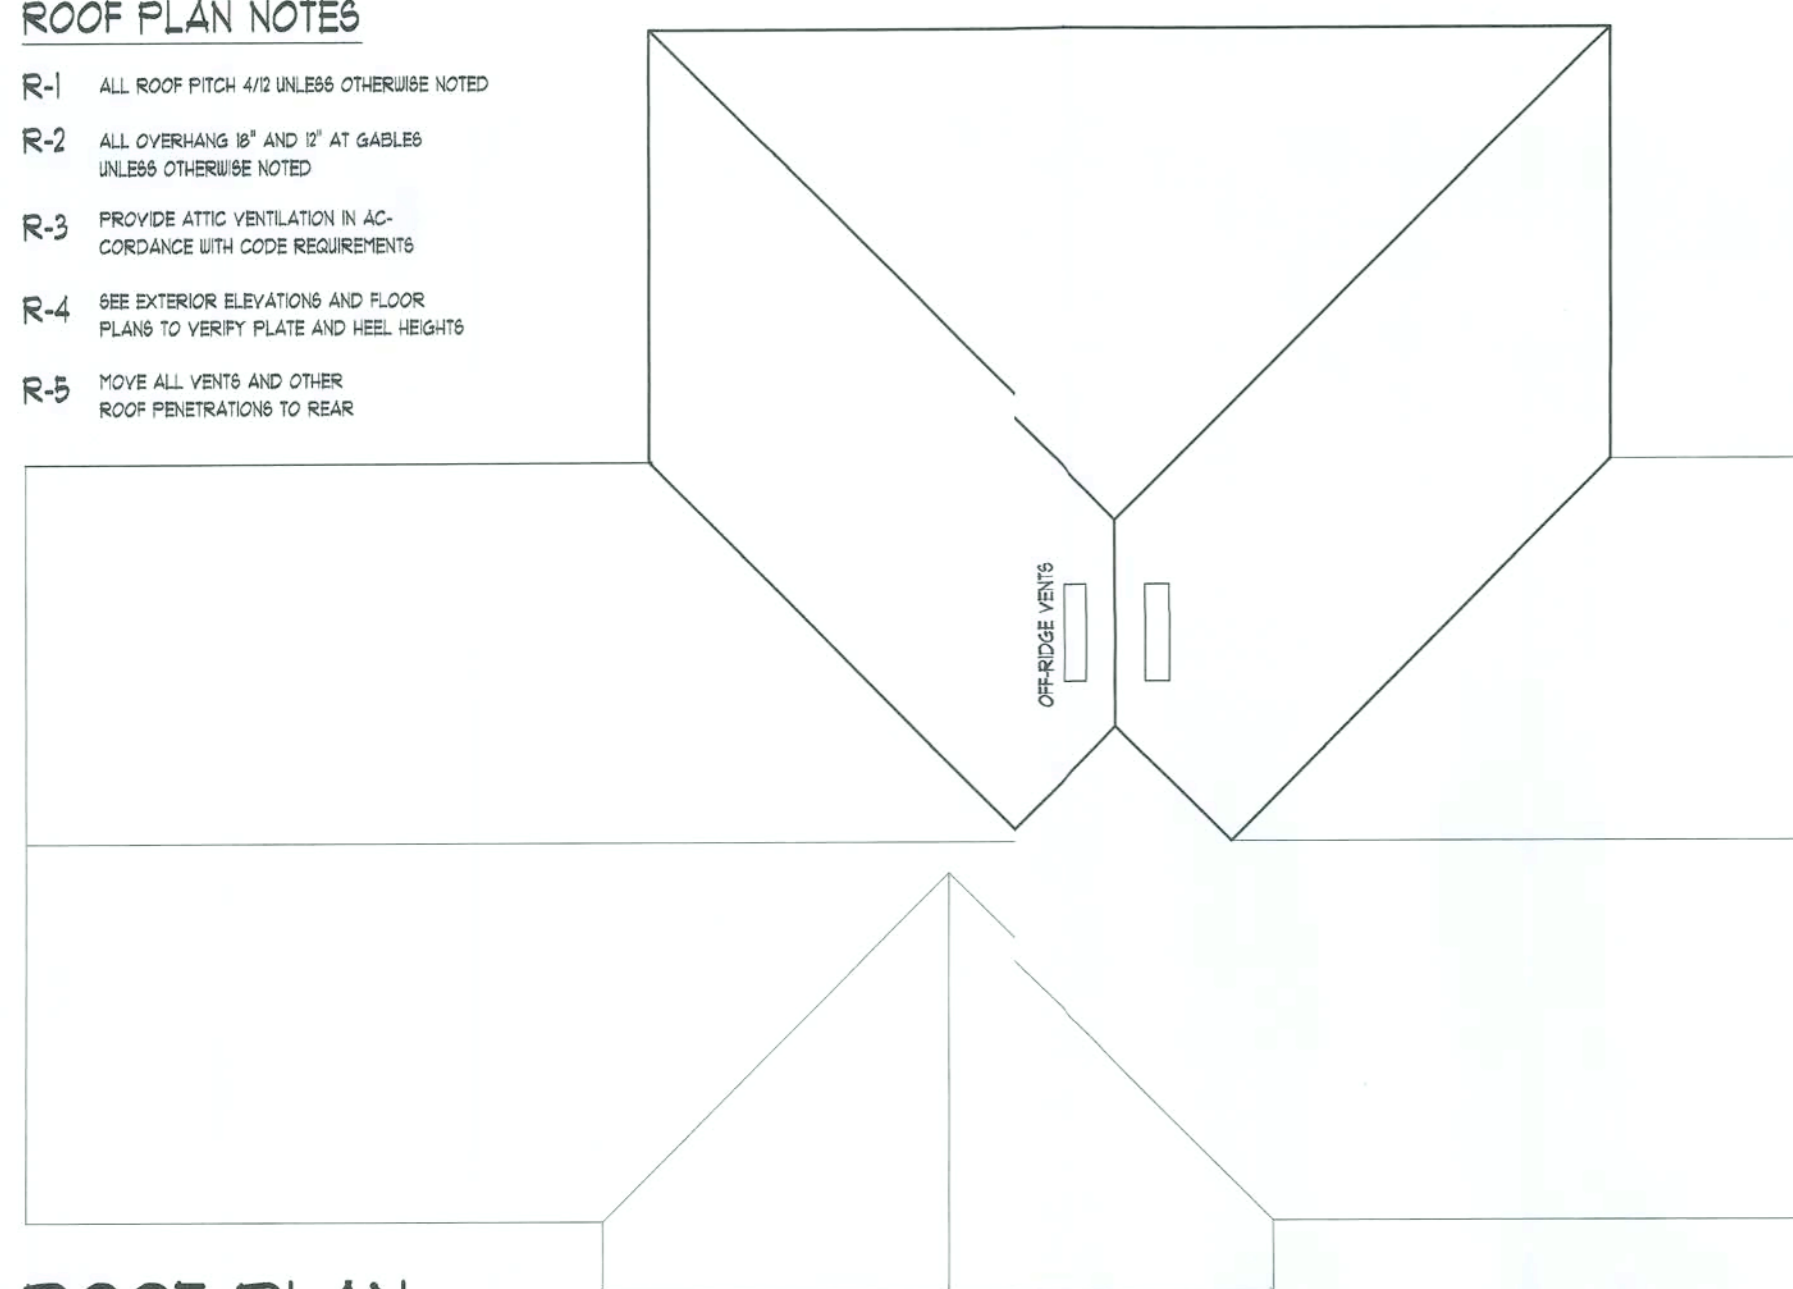 ROOF PLAN NOTES
R-1 ALL ROOF PITCH 4/12 UNLESS OTHERWISE NOTED
R-2 ALL OVERHANG 18" AND 12" AT GABLES
UNLESS OTHERWISE NOTED
R-3 PROVIDE ATTIC VENTILATION IN AC-
CORDANCE WITH CODE REQUIREMENTS
R-4 SEE EXTERIOR ELEVATIONS AND FLOOR
PLANS TO VERIFY PLATE AND HEEL HEIGHTS
R-5 MOVE ALL VENTS AND OTHER
ROOF PENETRATIONS TO REAR
OFF-RIDGE VENTS
ROOF PLAN